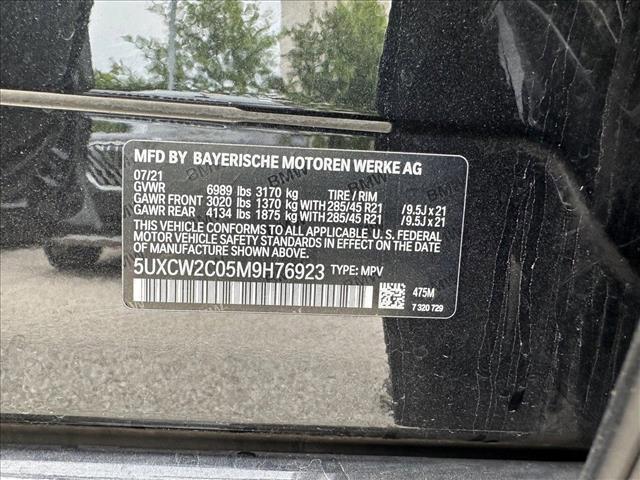 MFD BY BAYERISCHE MOTOREN WERKE AG
07/21
GVWR 6989 lbs 3170 kg TIRE / RIM
GAWR FRONT 3020 lbs 1370 kg WITH 285/45 R21 /9.5J x 21
GAWR REAR 4134 lbs 1875 kg WITH 285/45 R21 /9.5J x 21
THIS VEHICLE CONFORMS TO ALL APPLICABLE U.S. FEDERAL
MOTOR VEHICLE SAFETY STANDARDS IN EFFECT ON THE DATE
OF MANUFACTURE SHOWN ABOVE.
5UXCW2C05M9H76923 TYPE: MPV
475M
7 320 729